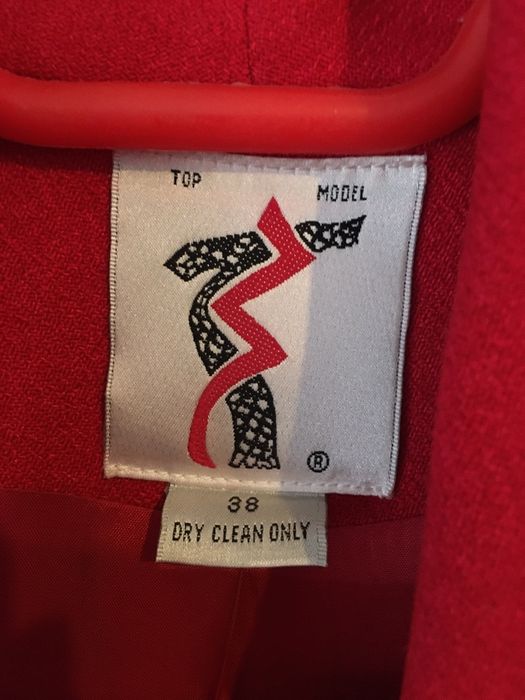 TOP MODEL
®
38
DRY CLEAN ONLY